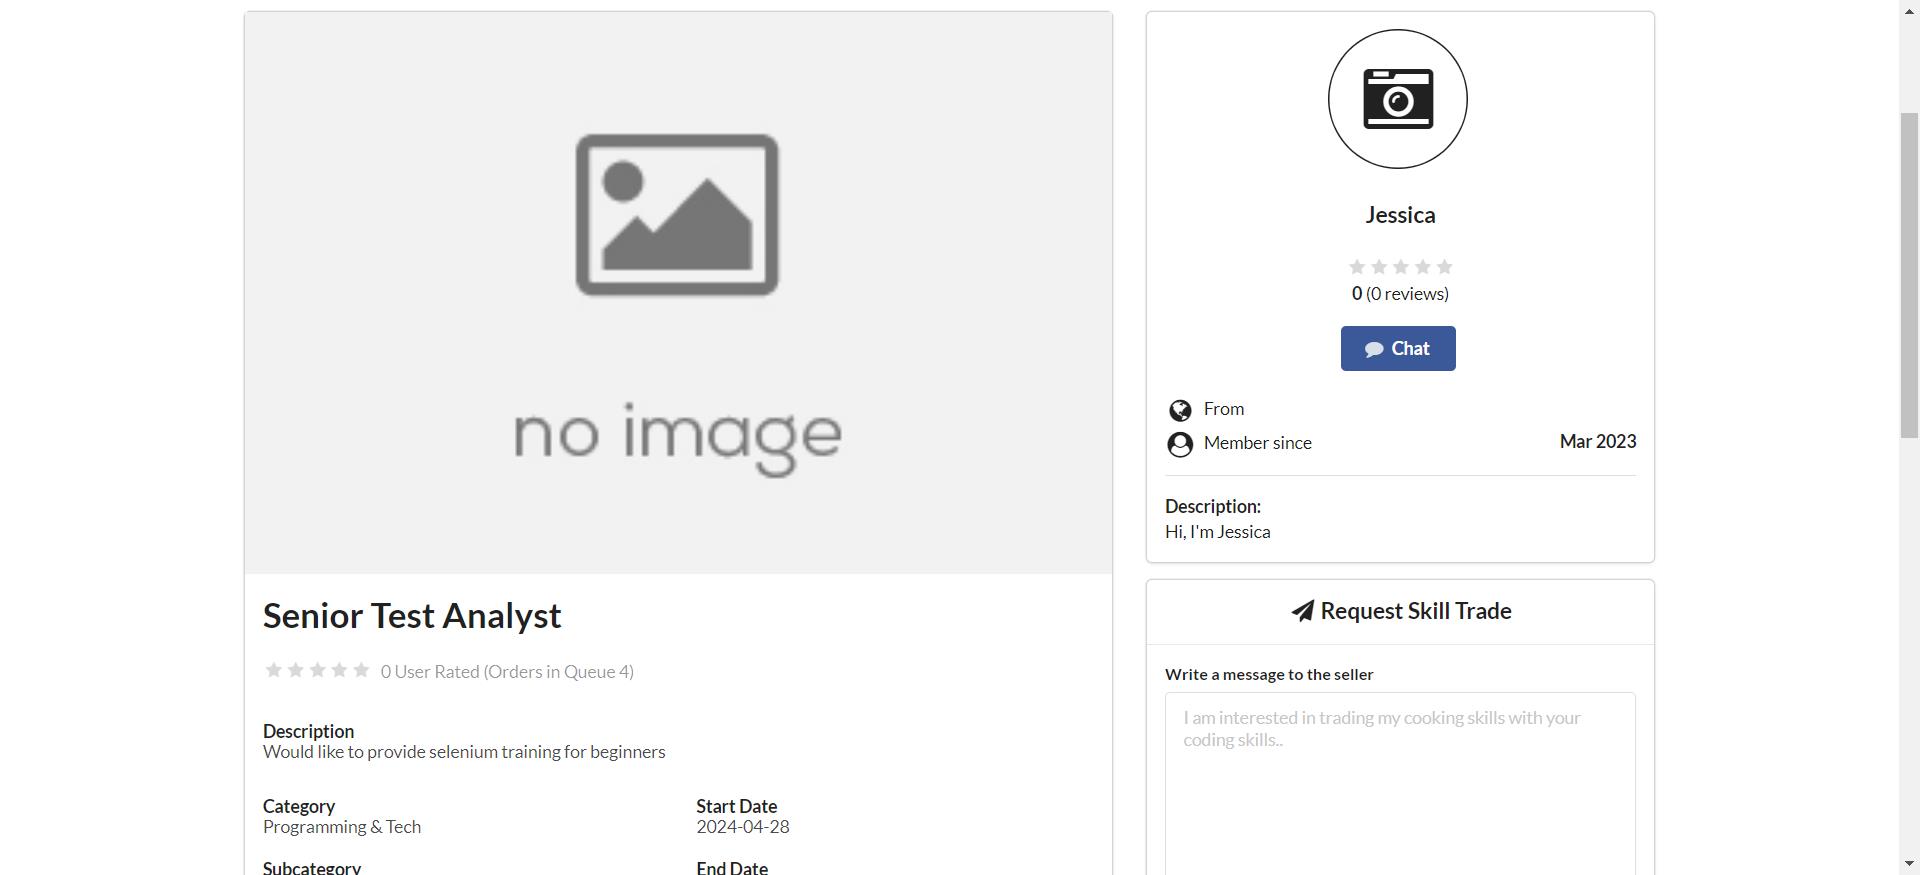 no image
Senior Test Analyst
0 User Rated (Orders in Queue 4)
Description
Would like to provide selenium training for beginners
Category
Programming & Tech
Start Date
2024-04-28
Subcategory
End Date
Jessica
0 (0 reviews)
Chat
From
Member since
Mar 2023
Description:
Hi, I'm Jessica
Request Skill Trade
Write a message to the seller
I am interested in trading my cooking skills with your
coding skills..